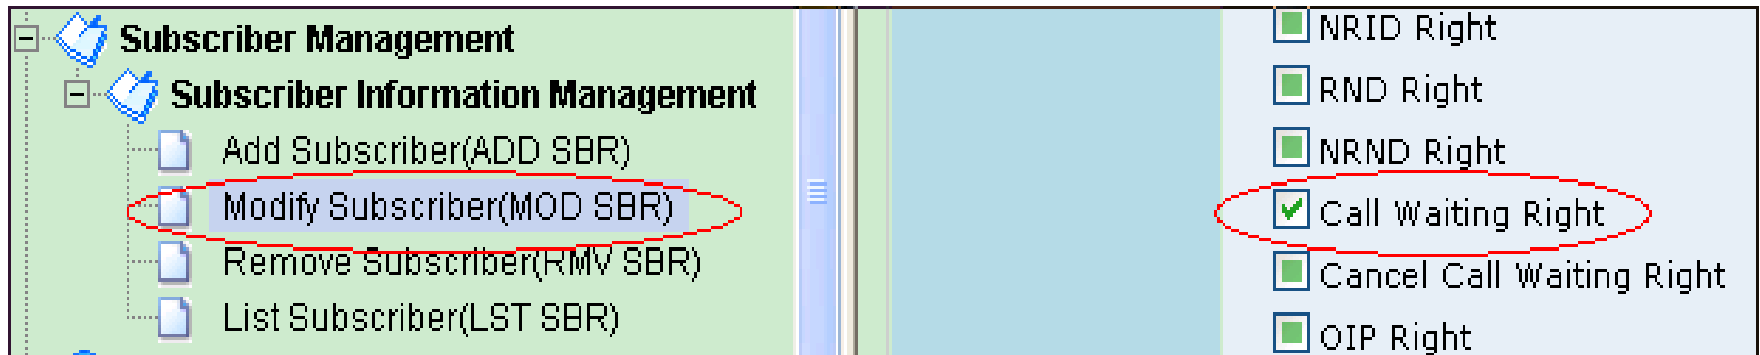 Subscriber Management
Subscriber Information Management
Add Subscriber(ADD SBR)
Modify Subscriber(MOD SBR)
Remove Subscriber(RMV SBR)
List Subscriber(LST SBR)
NRID Right
RND Right
NRND Right
Call Waiting Right
Cancel Call Waiting Right
OIP Right